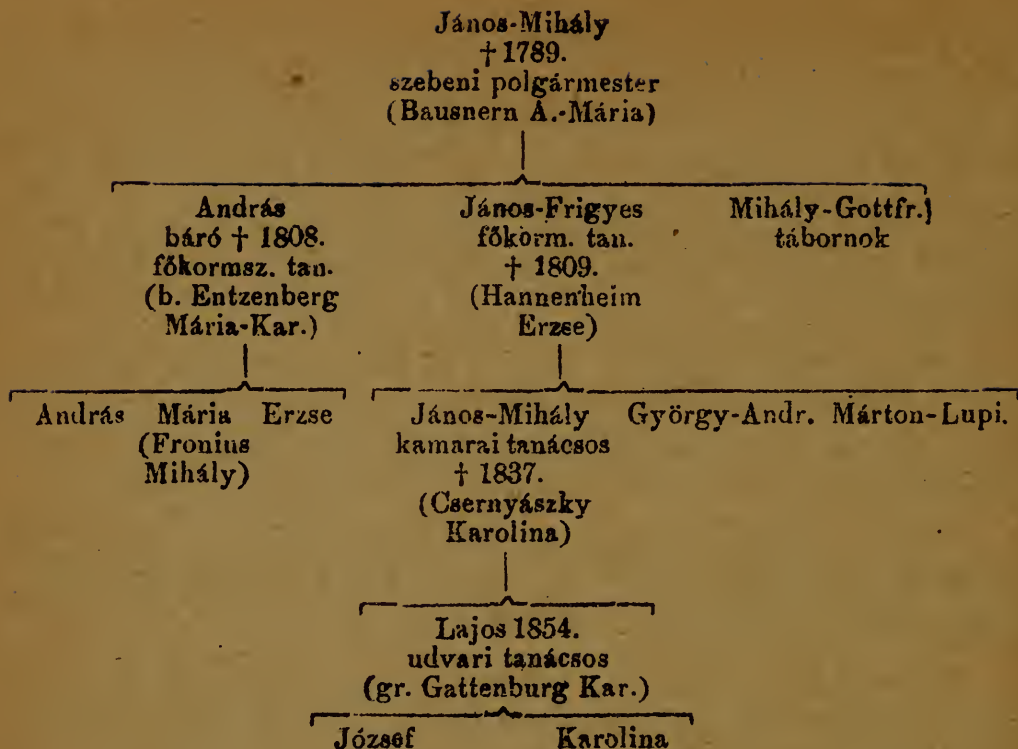 János-Mihály
† 1789.
szebeni polgármester
(Bausnern A.-Mária)
András János-Frigyes Mihály-Gottfr.)
báró † 1808. főkorm. tan. tábornok
főkormsz. tan. † 1809.
(b. Entzenberg (Hannenheim
Mária-Kar.) Erzse)
András Mária Erzse János-Mihály György-Andr. Márton-Lupi.
(Fronius kamarai tanácsos
Mihály) † 1837.
(Csernyászky
Karolina)
Lajos 1854.
udvari tanácsos
(gr. Gattenburg Kar.)
József Karolina